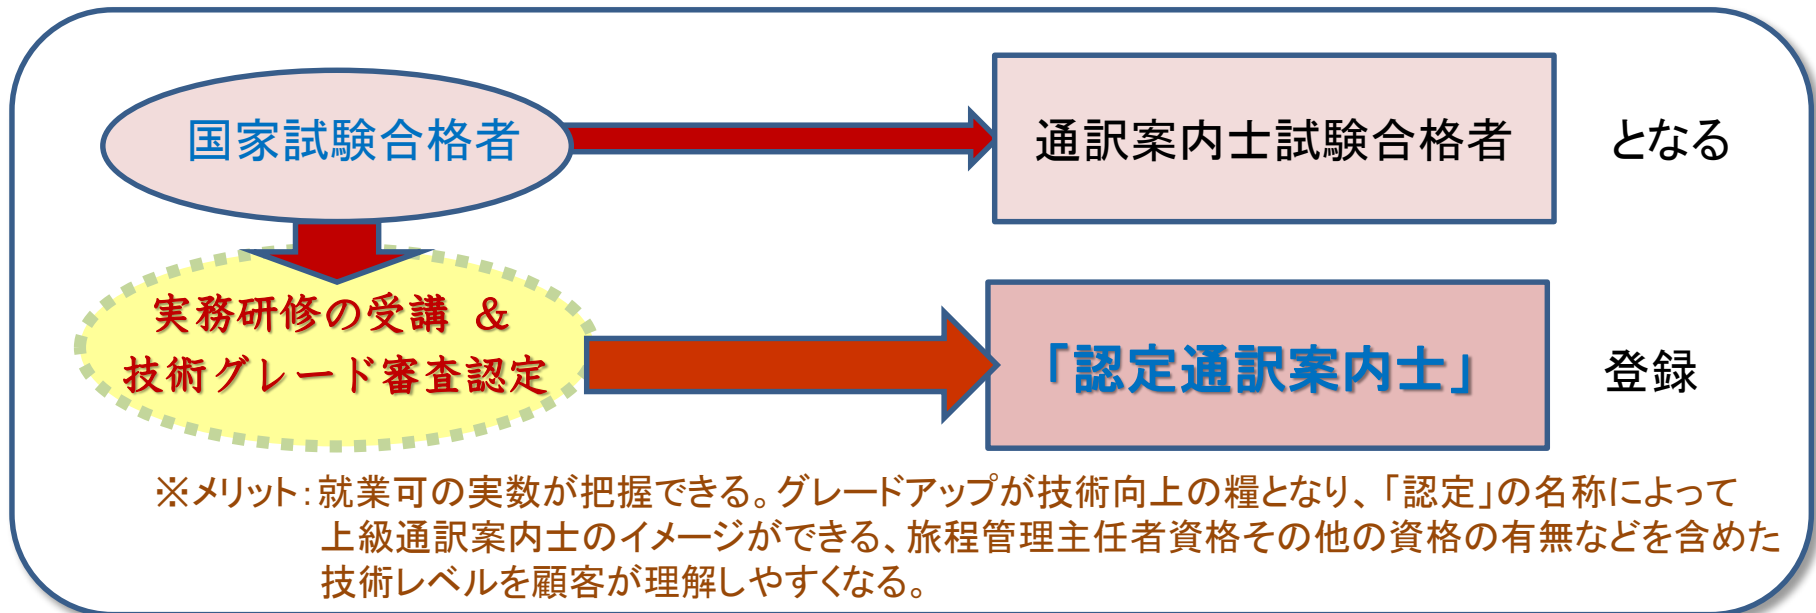 国家試験合格者
通訳案内士試験合格者
となる
実務研修の受講 &
技術グレード審査認定
「認定通訳案内士」
登録
※メリット:就業可の実数が把握できる。グレードアップが技術向上の糧となり、「認定」の名称によって
上級通訳案内士のイメージができる、旅程管理主任者資格その他の資格の有無などを含めた
技術レベルを顧客が理解しやすくなる。